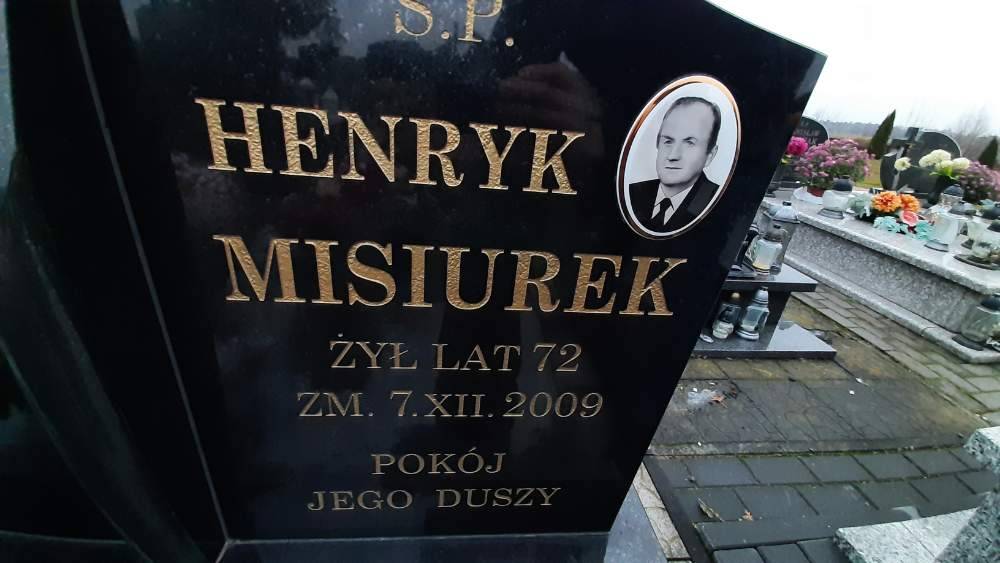 Ś.P.
HENRYK
MISIUREK
ŻYŁ LAT 72
ZM. 7.XII.2009
POKÓJ
JEGO DUSZY